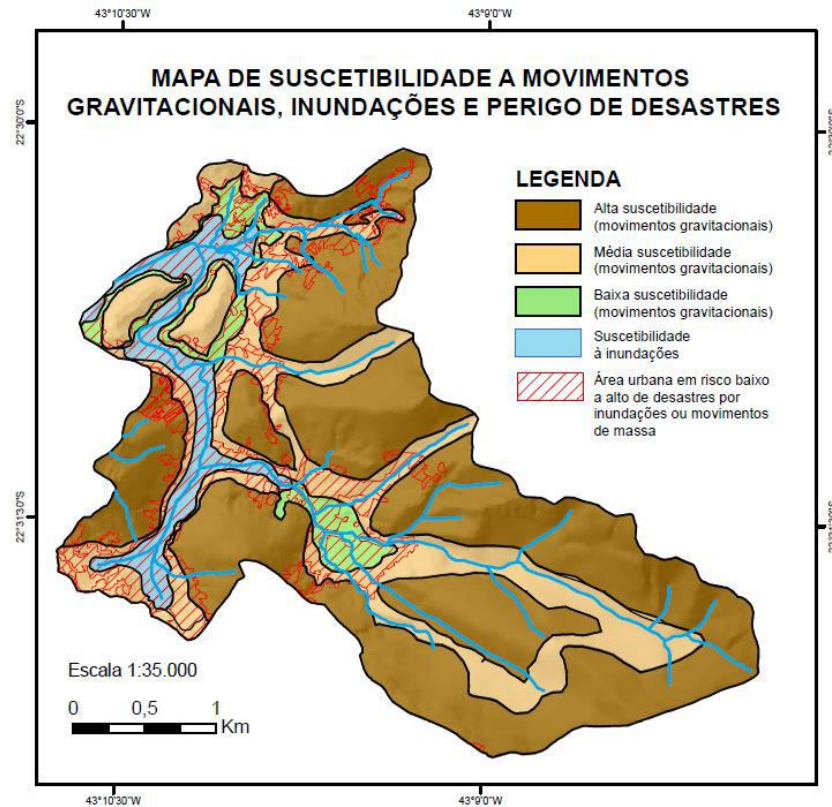 43°10'30"W
43°9'0"W
MAPA DE SUSCETIBILIDADE A MOVIMENTOS
GRAVITACIONAIS, INUNDAÇÕES E PERIGO DE DESASTRES
22°30'0"S
LEGENDA
Alta suscetibilidade
(movimentos gravitacionais)
Média suscetibilidade
(movimentos gravitacionais)
Baixa suscetibilidade
(movimentos gravitacionais)
Suscetibilidade
à inundações
Área urbana em risco baixo
a alto de desastres por
inundações ou movimentos
de massa
22°31'30"S
Escala 1:35.000
0 0,5 1
Km
43°10'30"W
43°9'0"W